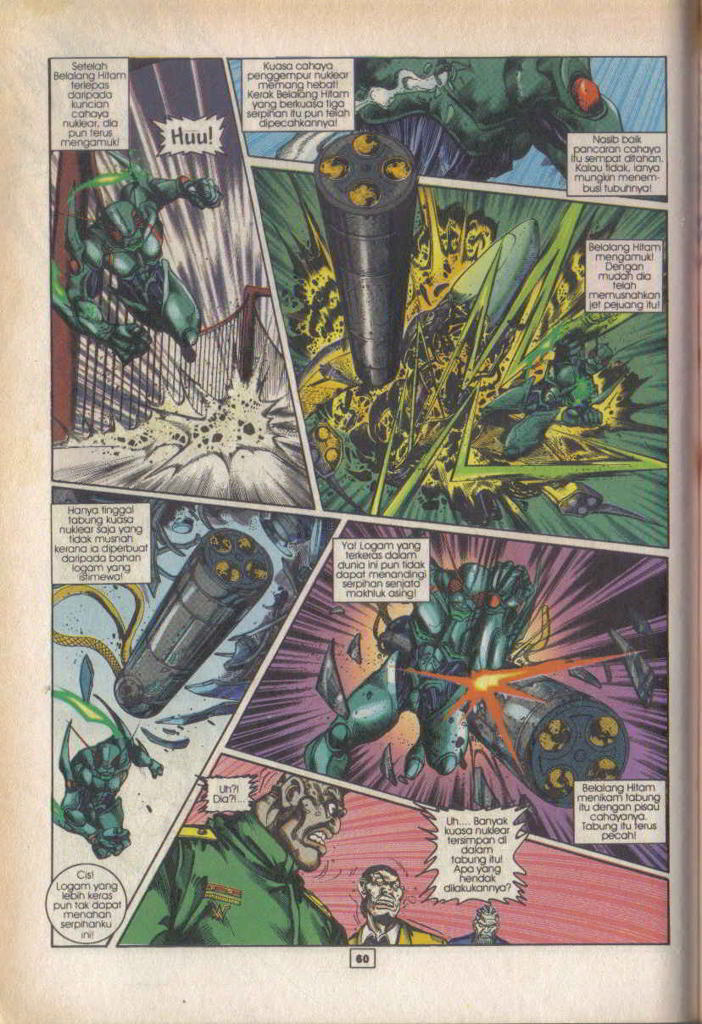 Setelah
Belalang Hitam
terlepas
daripada
kuncian
cahaya
nuklear, dia
pun terus
mengamuk!
Huu!
Kuasa cahaya
penggempur nuklear
memang hebat!
Kerak Belalang Hitam
yang berkuasa tiga
serpihan itu pun telah
dipecahkannya!
Nasib baik
pancaran cahaya
itu sempat ditahan.
Kalau tidak, ianya
mungkin menem-
busi tubuhnya!
Belalang Hitam
mengamuk!
Dengan
mudah dia
telah
memusnahkan
jet pejuang itu!
Hanya tinggal
tabung kuasa
nuklear saja yang
tidak musnah
kerana ia diperbuat
daripada bahan
logam yang
istimewa!
Cis!
Logam yang
lebih keras
pun tak dapat
menahan
serpihanku
ini!
Ya! Logam yang
terkeras dalam
dunia ini pun tidak
dapat menandingi
serpihan senjata
makhluk asing!
Belalang Hitam
menikam tabung
itu dengan pisau
cahayanya.
Tabung itu terus
pecah!
Uh?!
Dia?!...
Uh.... Banyak
kuasa nuklear
tersimpan di
dalam
tabung itu!
Apa yang
hendak
dilakukannya?
60